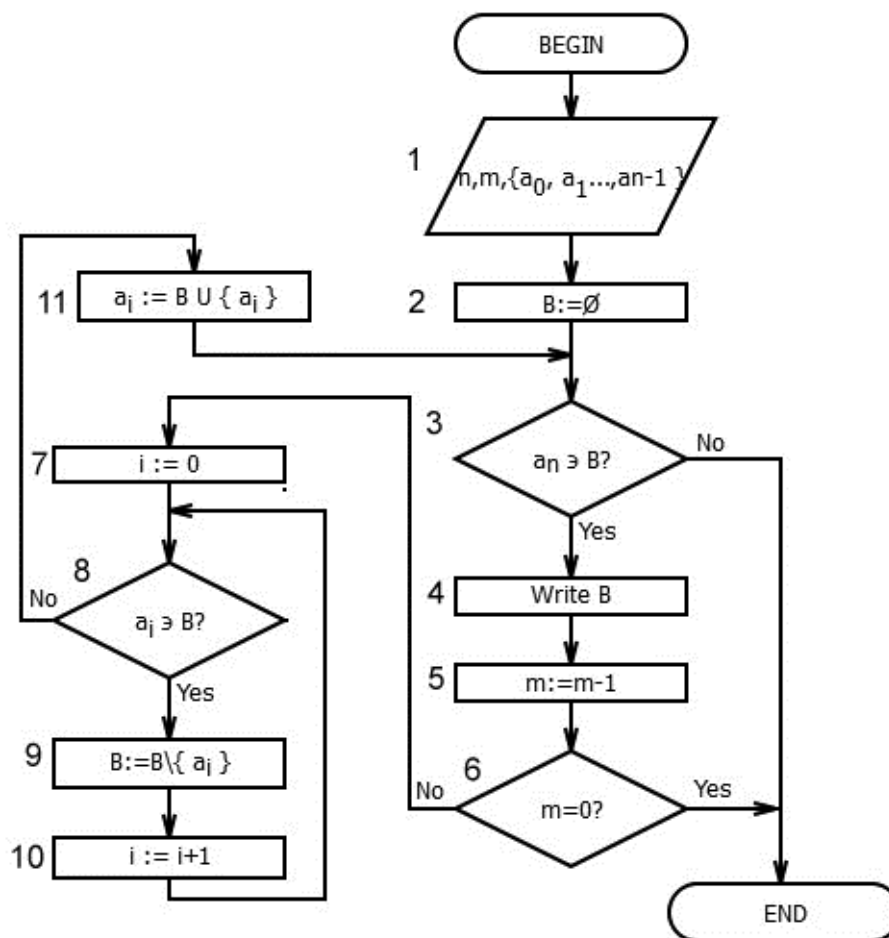 BEGIN
1
n,m,{a₀, a₁...,an-1 }
11
aᵢ := B U { aᵢ }
2
B:=Ø
3
aₙ э B?
No
Yes
7
i := 0
8
No
aᵢ э B?
Yes
4
Write B
5
m:=m-1
9
B:=B\{ aᵢ }
6
No
m=0?
Yes
10
i := i+1
END